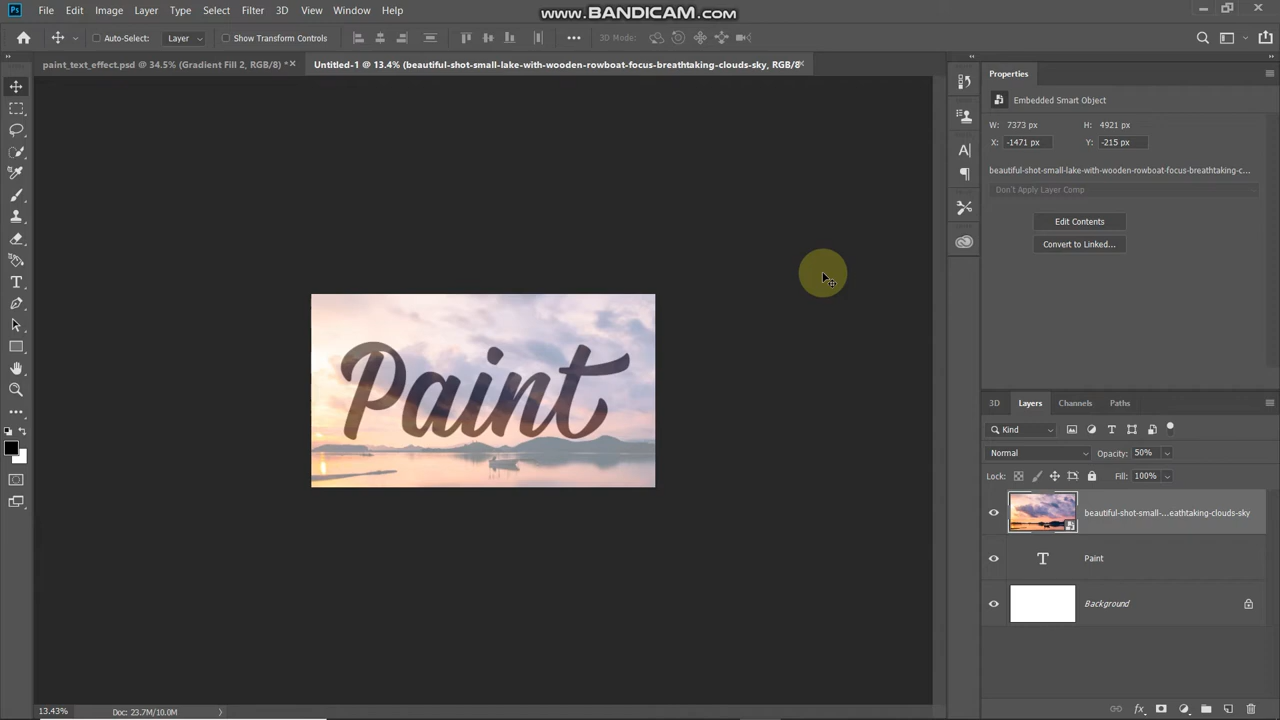 www.BANDICAM.com
Ps File Edit Image Layer Type Select Filter 3D View Window Help
Auto-Select: Layer Show Transform Controls 3D Mode:
paint_text_effect.psd @ 34.5% (Gradient Fill 2, RGB/8) *
Untitled-1 @ 13.4% (beautiful-shot-small-lake-with-wooden-rowboat-focus-breathtaking-clouds-sky, RGB/8
Properties
Embedded Smart Object
W: 7373 px H: 4921 px
X: -1471 px Y: -215 px
beautiful-shot-small-lake-with-wooden-rowboat-focus-breathtaking-c...
Don't Apply Layer Comp
Edit Contents
Convert to Linked...
Paint
3D Layers Channels Paths
Kind
Normal Opacity: 50%
Lock: Fill: 100%
beautiful-shot-small-...eathtaking-clouds-sky
T Paint
Background
13.43% Doc: 23.7M/10.0M